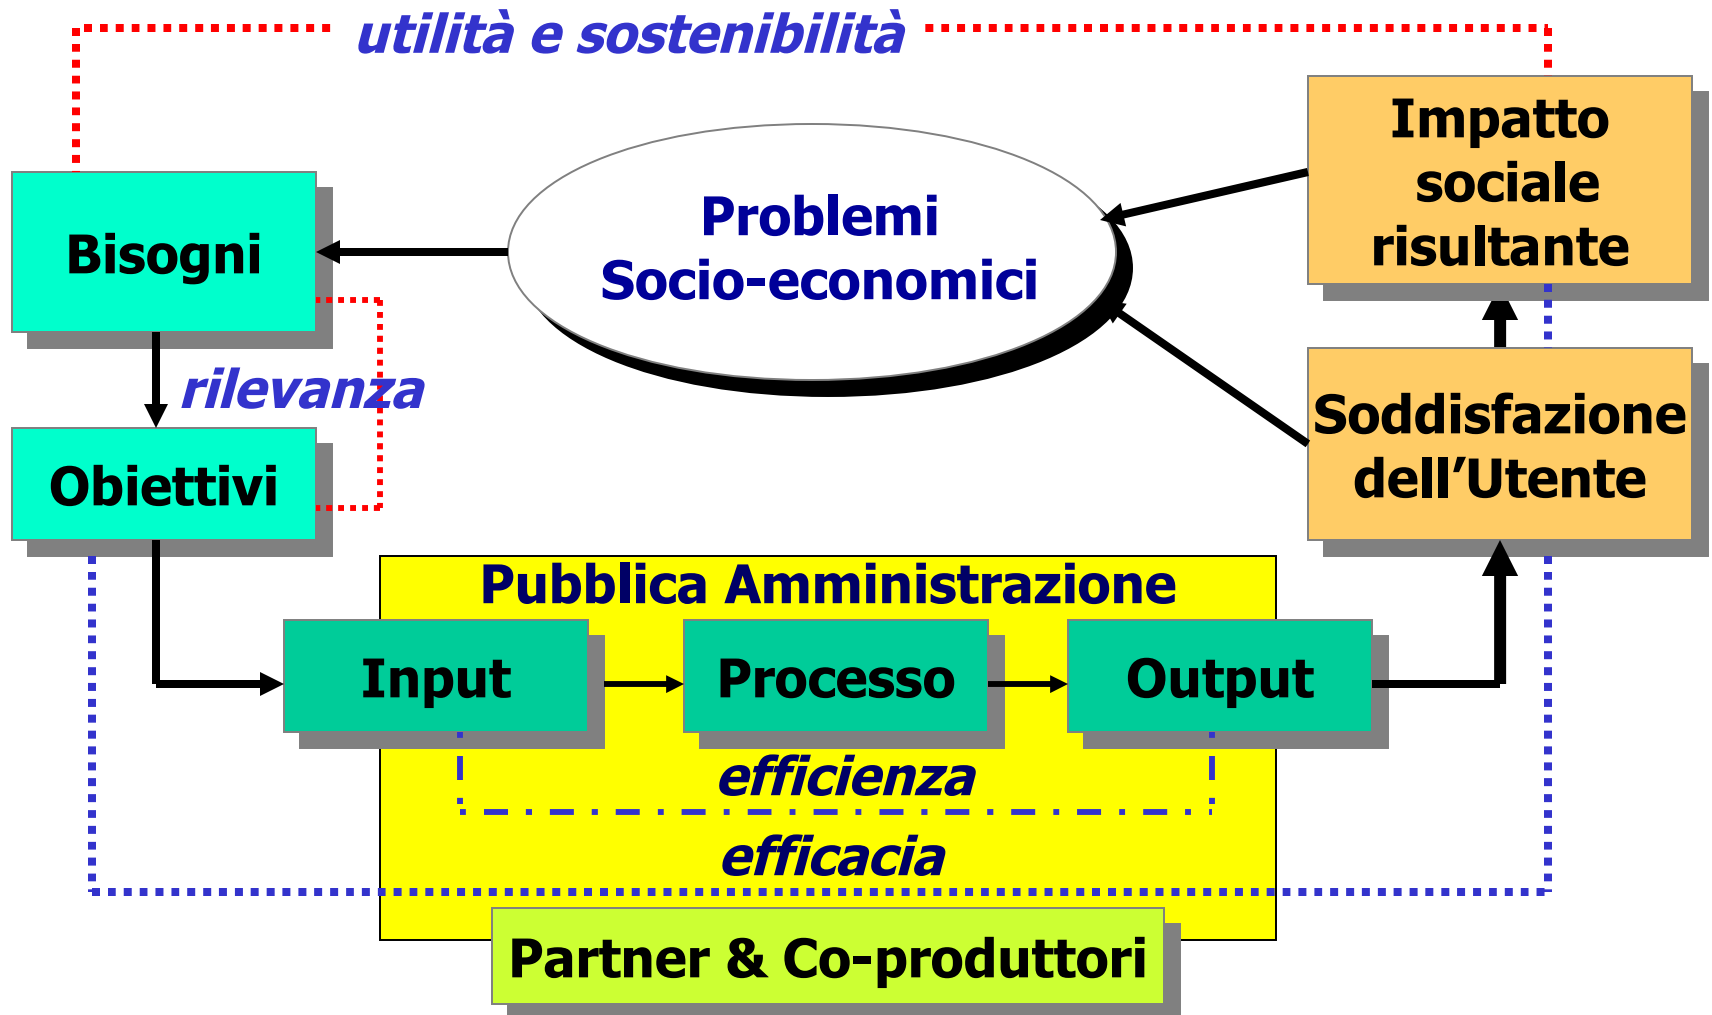 utilità e sostenibilità
Impatto
sociale
risultante
Problemi
Socio-economici
Bisogni
rilevanza
Soddisfazione
dell’Utente
Obiettivi
Pubblica Amministrazione
Input
Processo
Output
efficienza
efficacia
Partner & Co-produttori